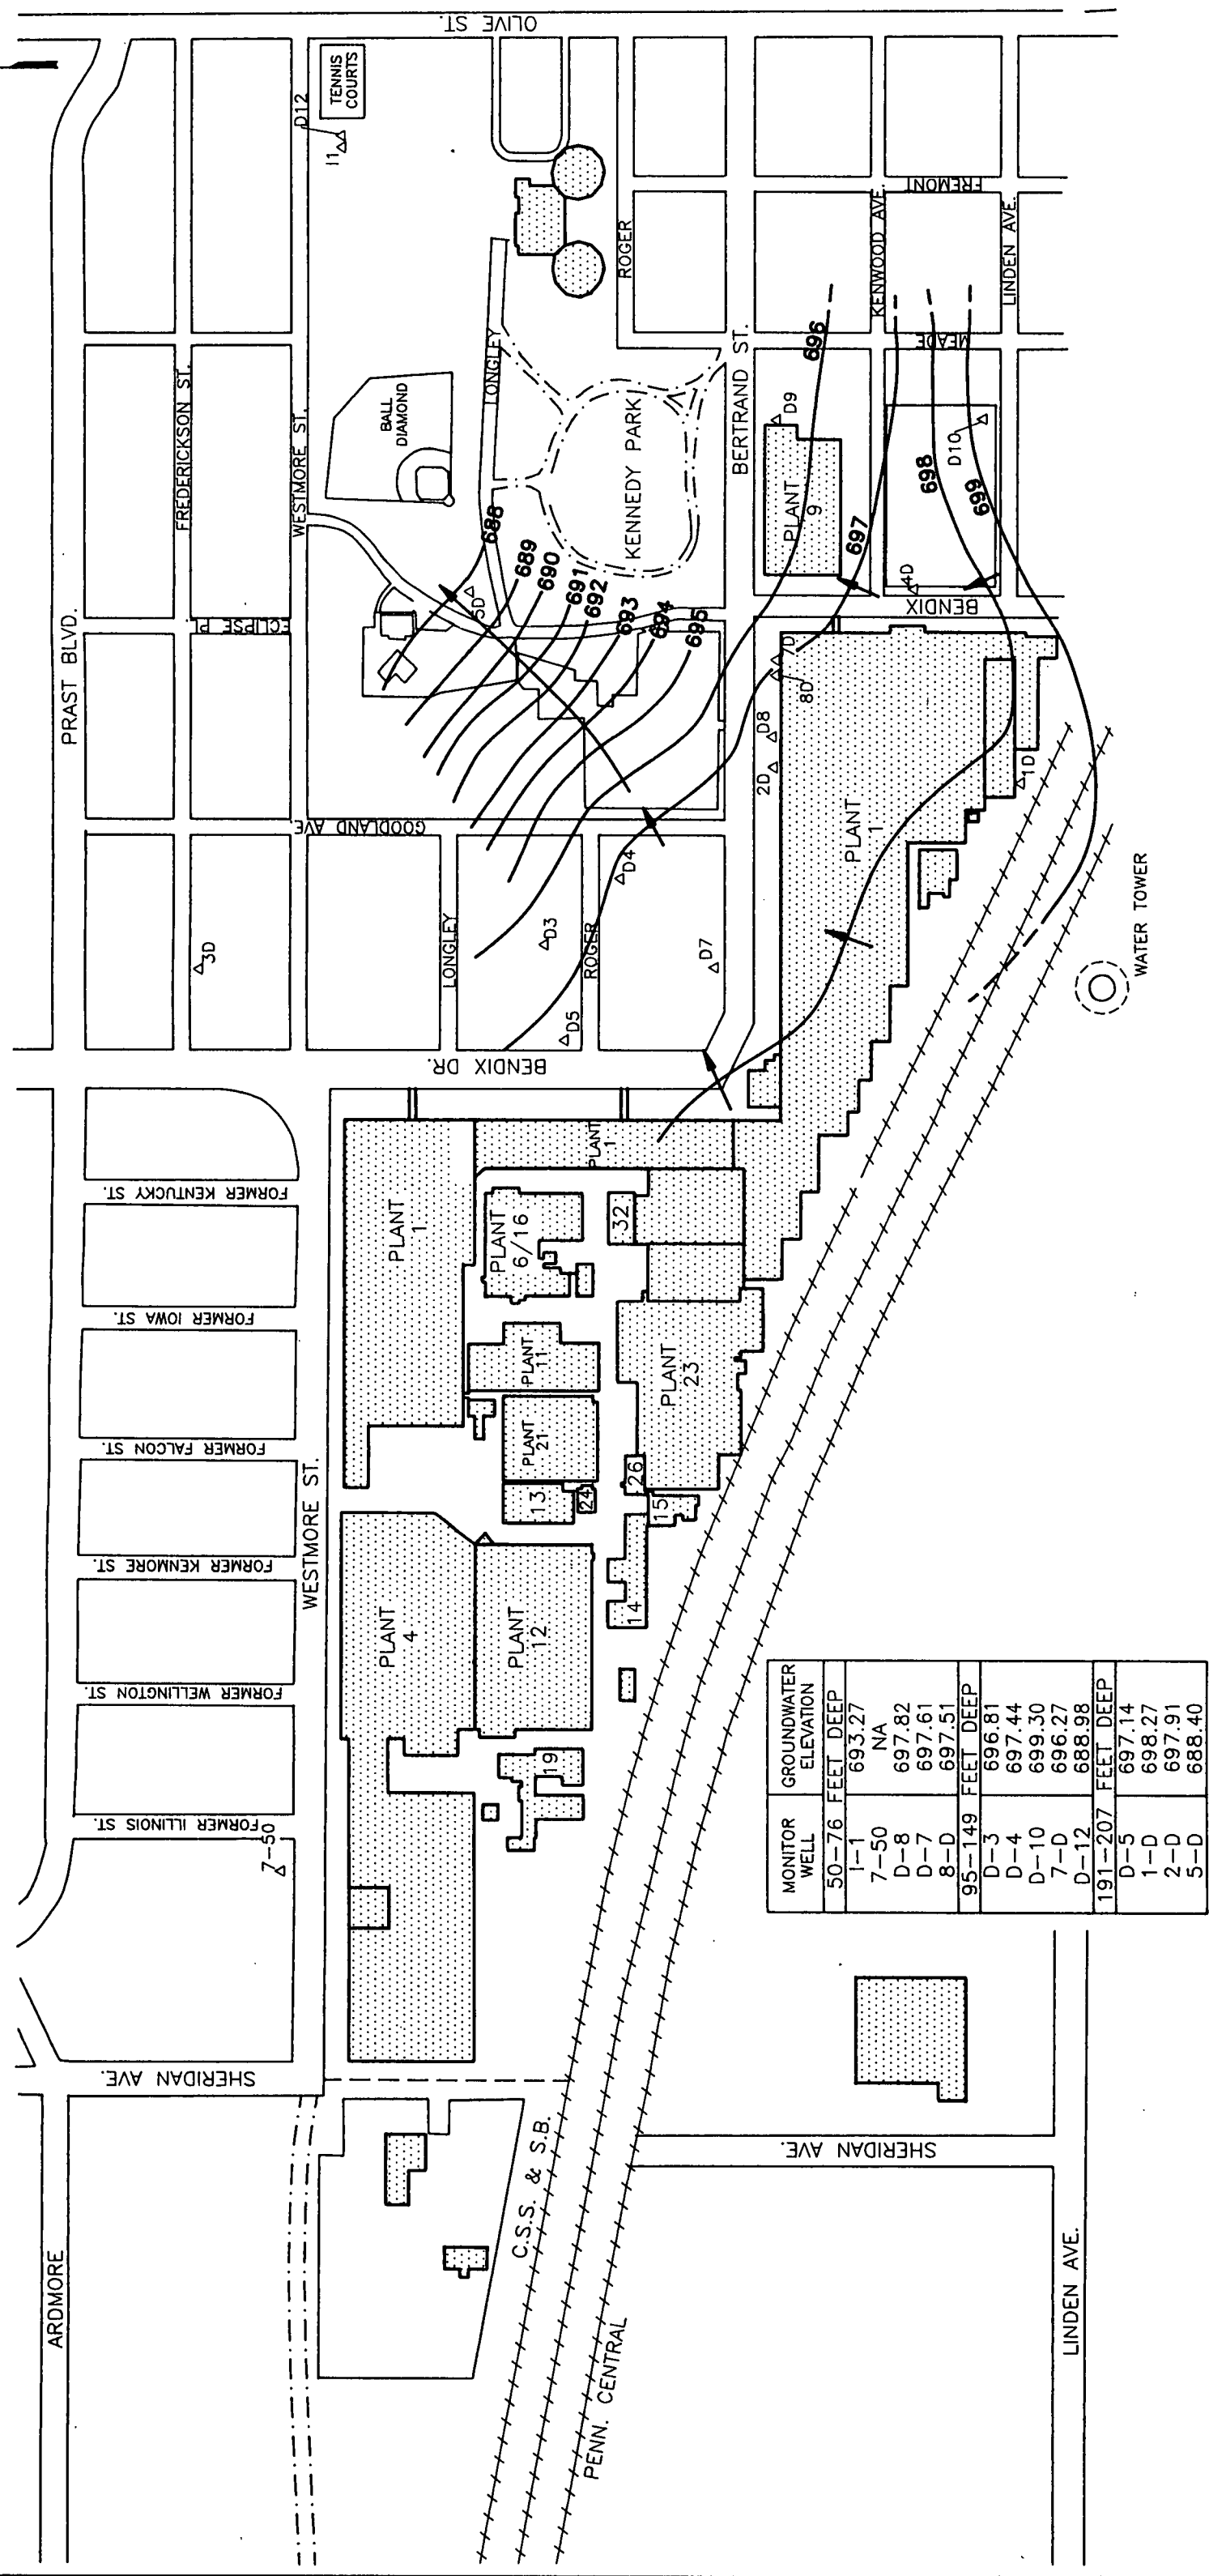 OLIVE ST.
TENNIS
COURTS
D12
I1
FREMONT
ROGER
KENWOOD AVE.
LINDEN AVE.
MEADE
FREDERICKSON ST.
WESTMORE ST.
BALL
DIAMOND
LONGLEY
KENNEDY PARK
BERTRAND ST.
PRAST BLVD.
ECLIPSE Pl
5D
688
689
690
691
692
693
694
695
696
697
698
699
PLANT
9
D9
D10
4D
BENDIX
7D
8D
D8
2D
1D
PLANT
1
GOODLAND AVE
D4
D3
D5
D7
3D
LONGLEY
ROGER
BENDIX DR.
WATER TOWER
FORMER KENTUCKY ST.
FORMER IOWA ST.
FORMER FALCON ST.
FORMER KENMORE ST.
FORMER WELLINGTON ST.
FORMER ILLINOIS ST.
WESTMORE ST.
7-50
PLANT
1
PLANT
1
PLANT
6/16
32
PLANT
11
PLANT
23
PLANT
21
13
24
26
15
14
PLANT
4
PLANT
12
19
SHERIDAN AVE.
SHERIDAN AVE.
ARDMORE
C.S.S. & S.B.
PENN. CENTRAL
LINDEN AVE.
MONITOR WELL GROUNDWATER ELEVATION
50-76 FEET DEEP
I-1 693.27
7-50 NA
D-8 697.82
D-7 697.61
8-D 697.51
95-149 FEET DEEP
D-3 696.81
D-4 697.44
D-10 699.30
7-D 696.27
D-12 688.98
191-207 FEET DEEP
D-5 697.14
1-D 698.27
2-D 697.91
5-D 688.40